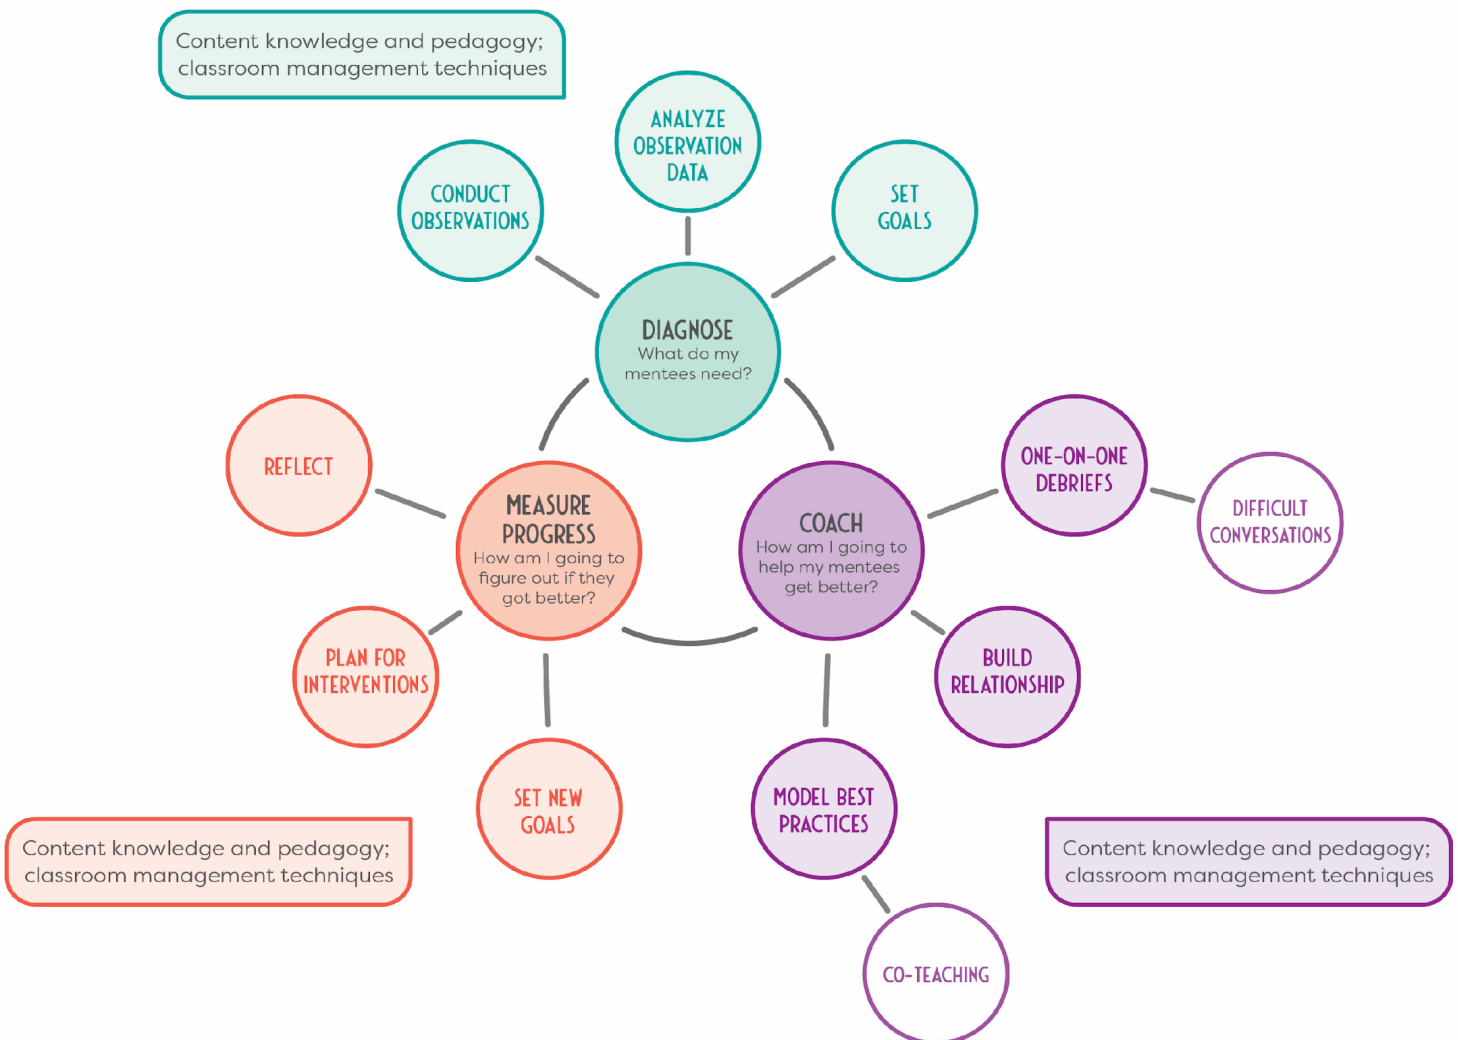 Content knowledge and pedagogy;
classroom management techniques
ANALYZE
OBSERVATION
DATA
CONDUCT
OBSERVATIONS
SET
GOALS
DIAGNOSE
What do my
mentees need?
REFLECT
MEASURE
PROGRESS
How am I going to
figure out if they
got better?
COACH
How am I going to
help my mentees
get better?
ONE-ON-ONE
DEBRIEFS
DIFFICULT
CONVERSATIONS
PLAN FOR
INTERVENTIONS
BUILD
RELATIONSHIP
SET NEW
GOALS
MODEL BEST
PRACTICES
Content knowledge and pedagogy;
classroom management techniques
Content knowledge and pedagogy;
classroom management techniques
CO-TEACHING